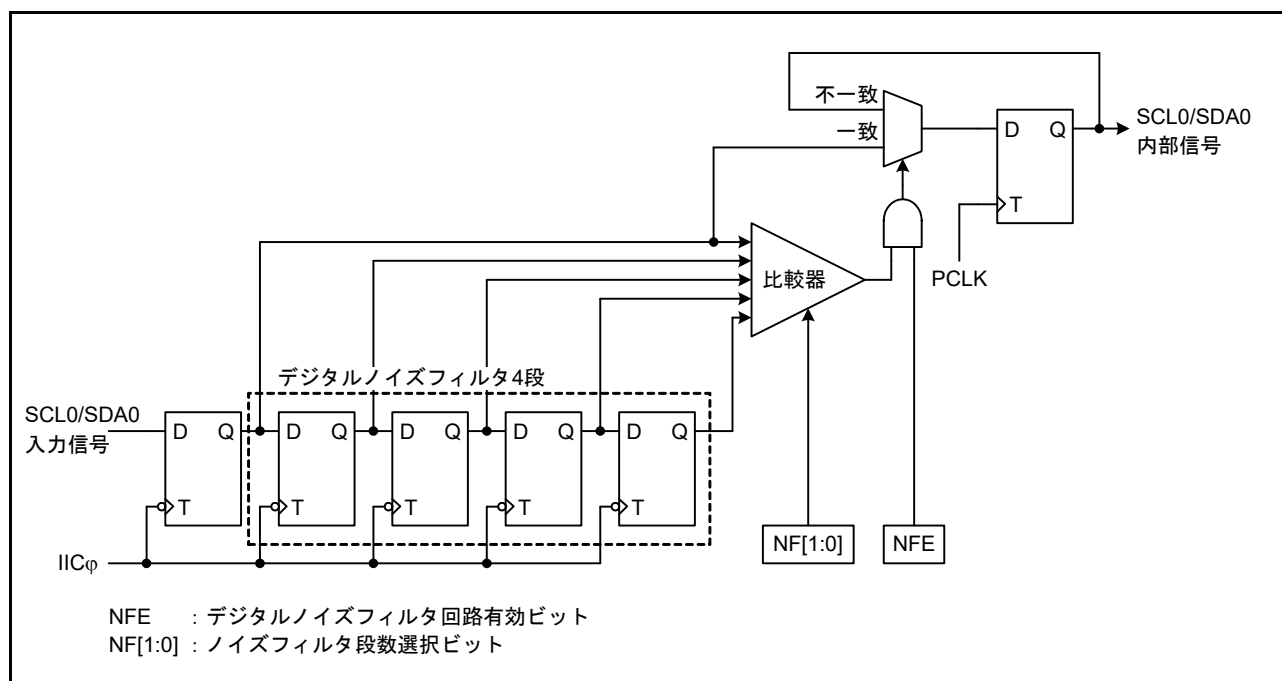 不一致
一致
D Q
T
SCL0/SDA0
内部信号
PCLK
比較器
デジタルノイズフィルタ4段
SCL0/SDA0
入力信号
D Q
T
D Q
T
D Q
T
D Q
T
D Q
T
IICφ
NF[1:0]
NFE
NFE : デジタルノイズフィルタ回路有効ビット
NF[1:0] : ノイズフィルタ段数選択ビット